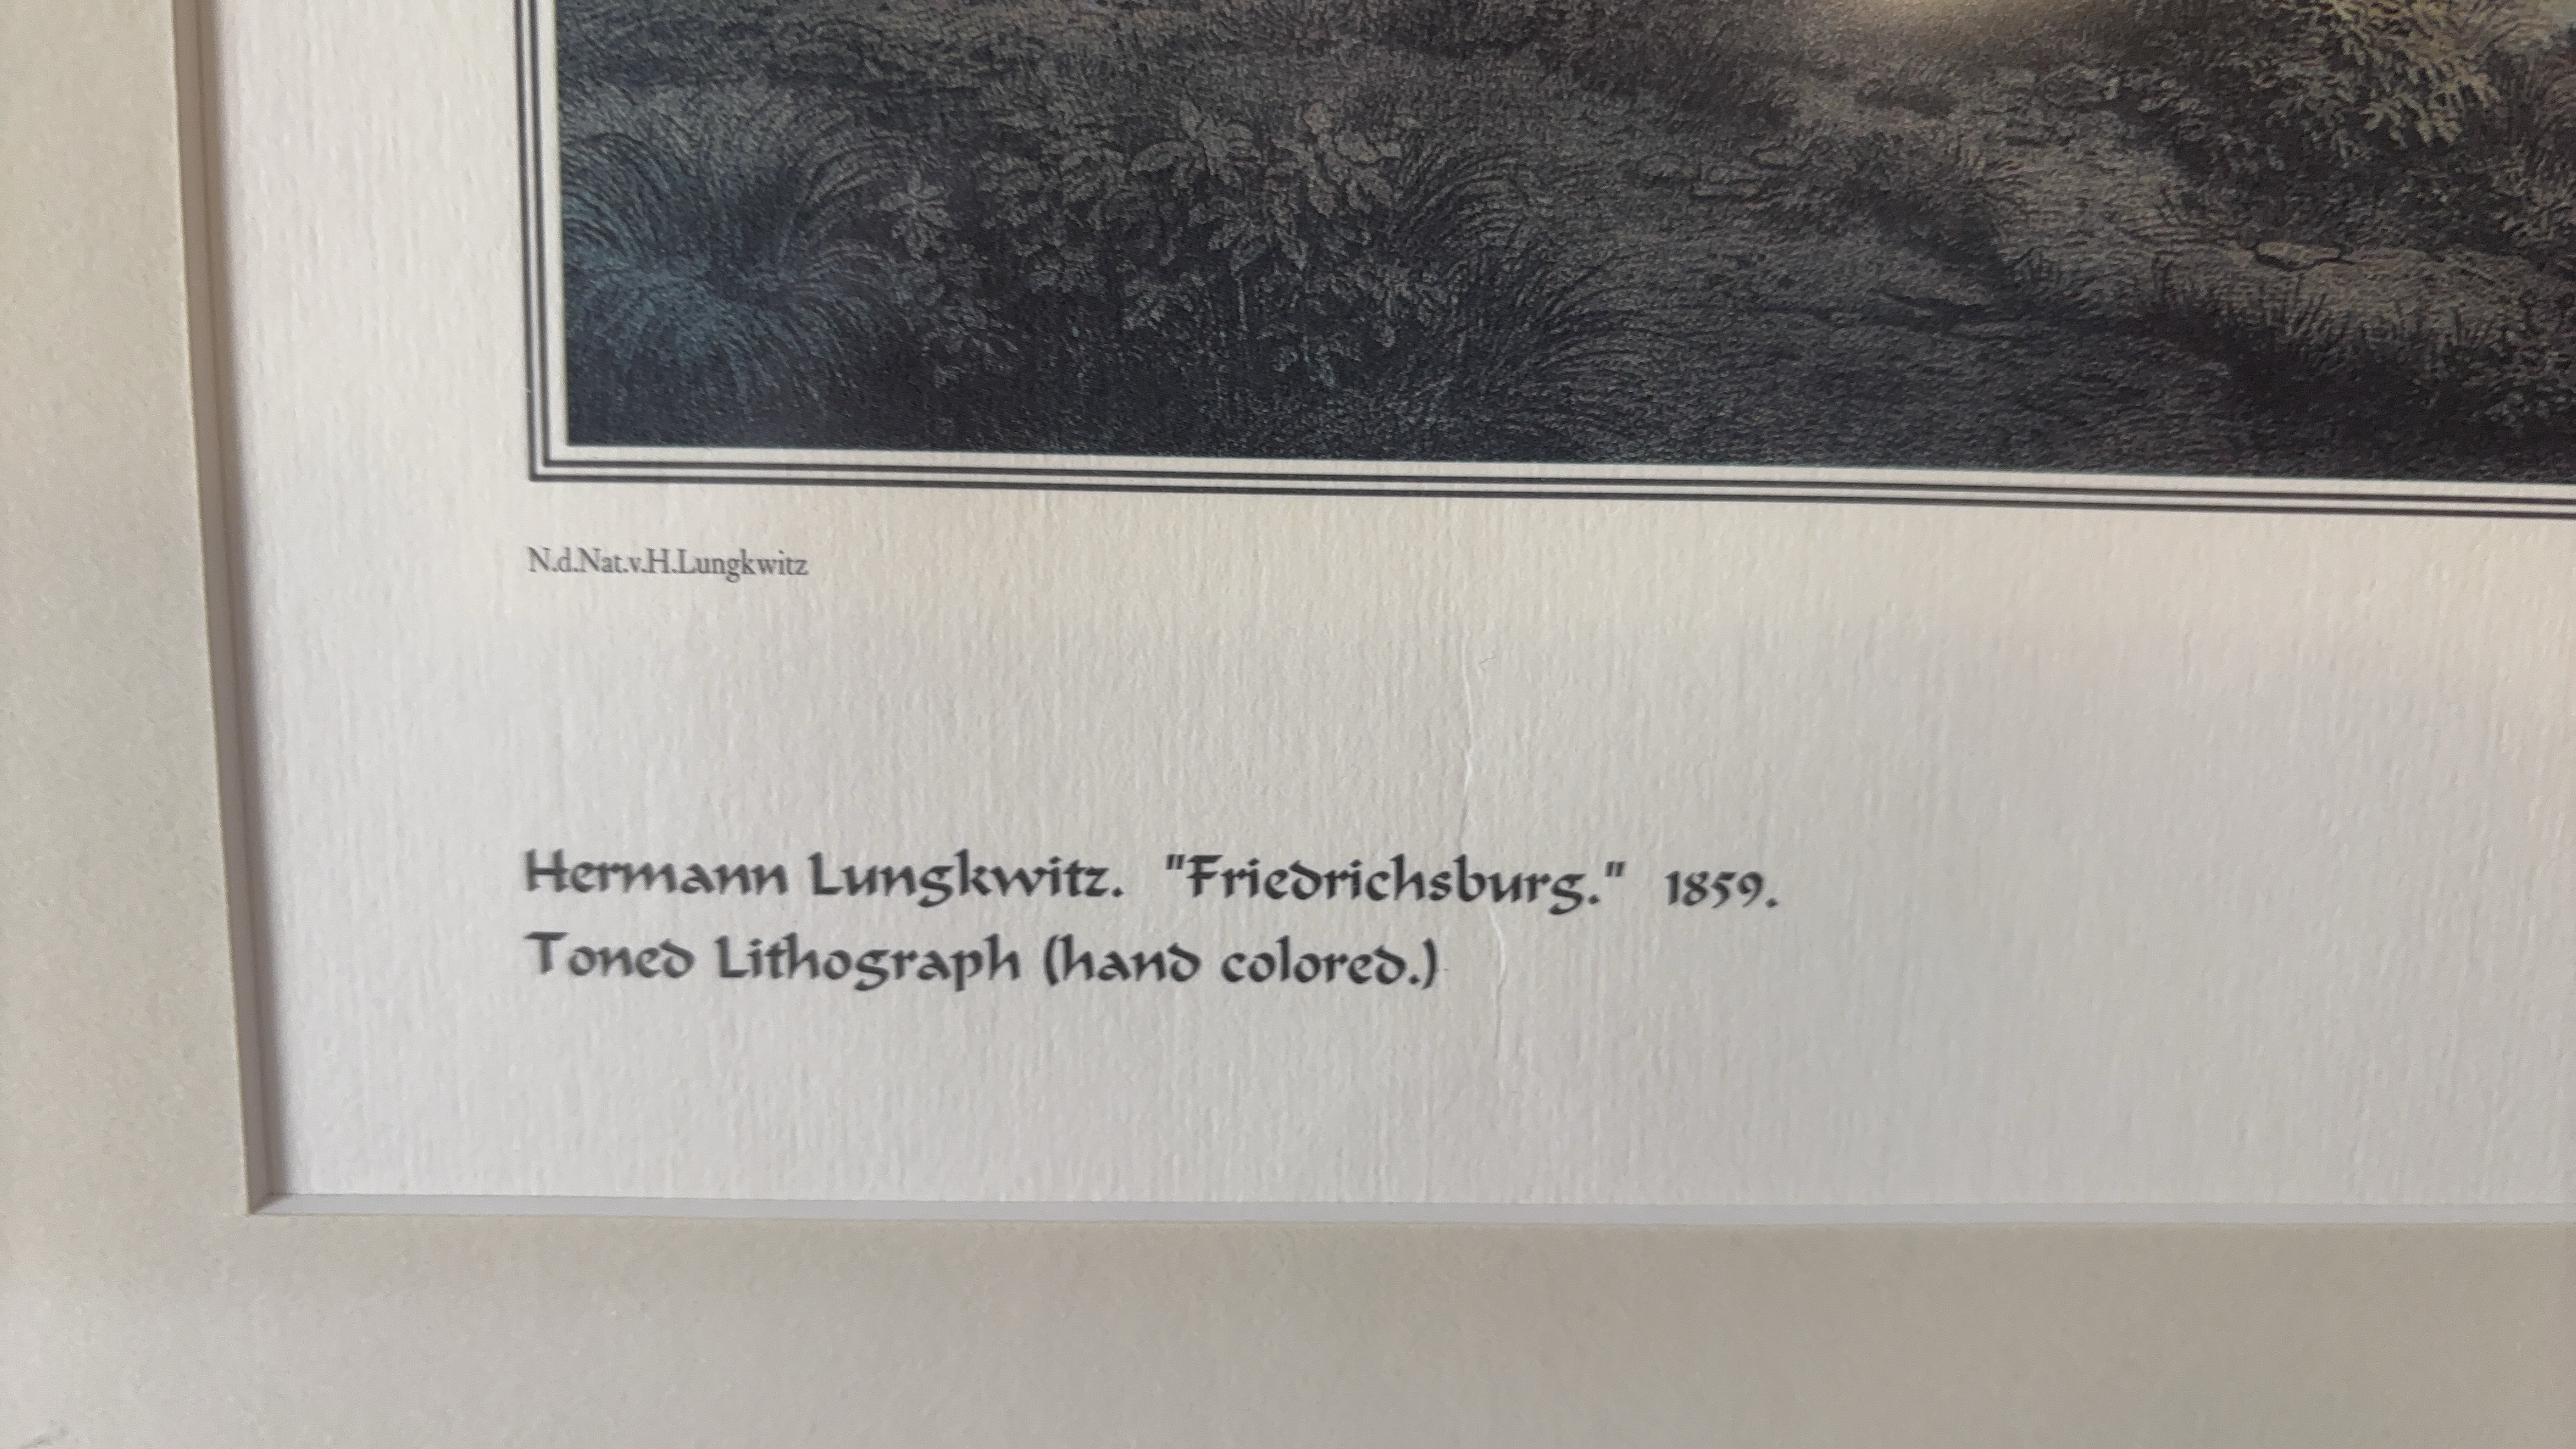 N.d.Nat.v.H.Lungkwitz
Hermann Lungkwitz. "Friedrichsburg." 1859.
Toned Lithograph (hand colored.)